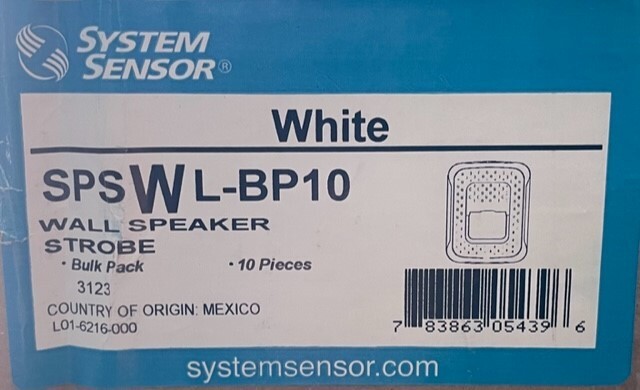 SYSTEM
SENSOR®
White
SPSWL-BP10
WALL SPEAKER
STROBE
• Bulk Pack • 10 Pieces
3123
COUNTRY OF ORIGIN: MEXICO
L01-6216-000
7 83863 05439 6
systemsensor.com